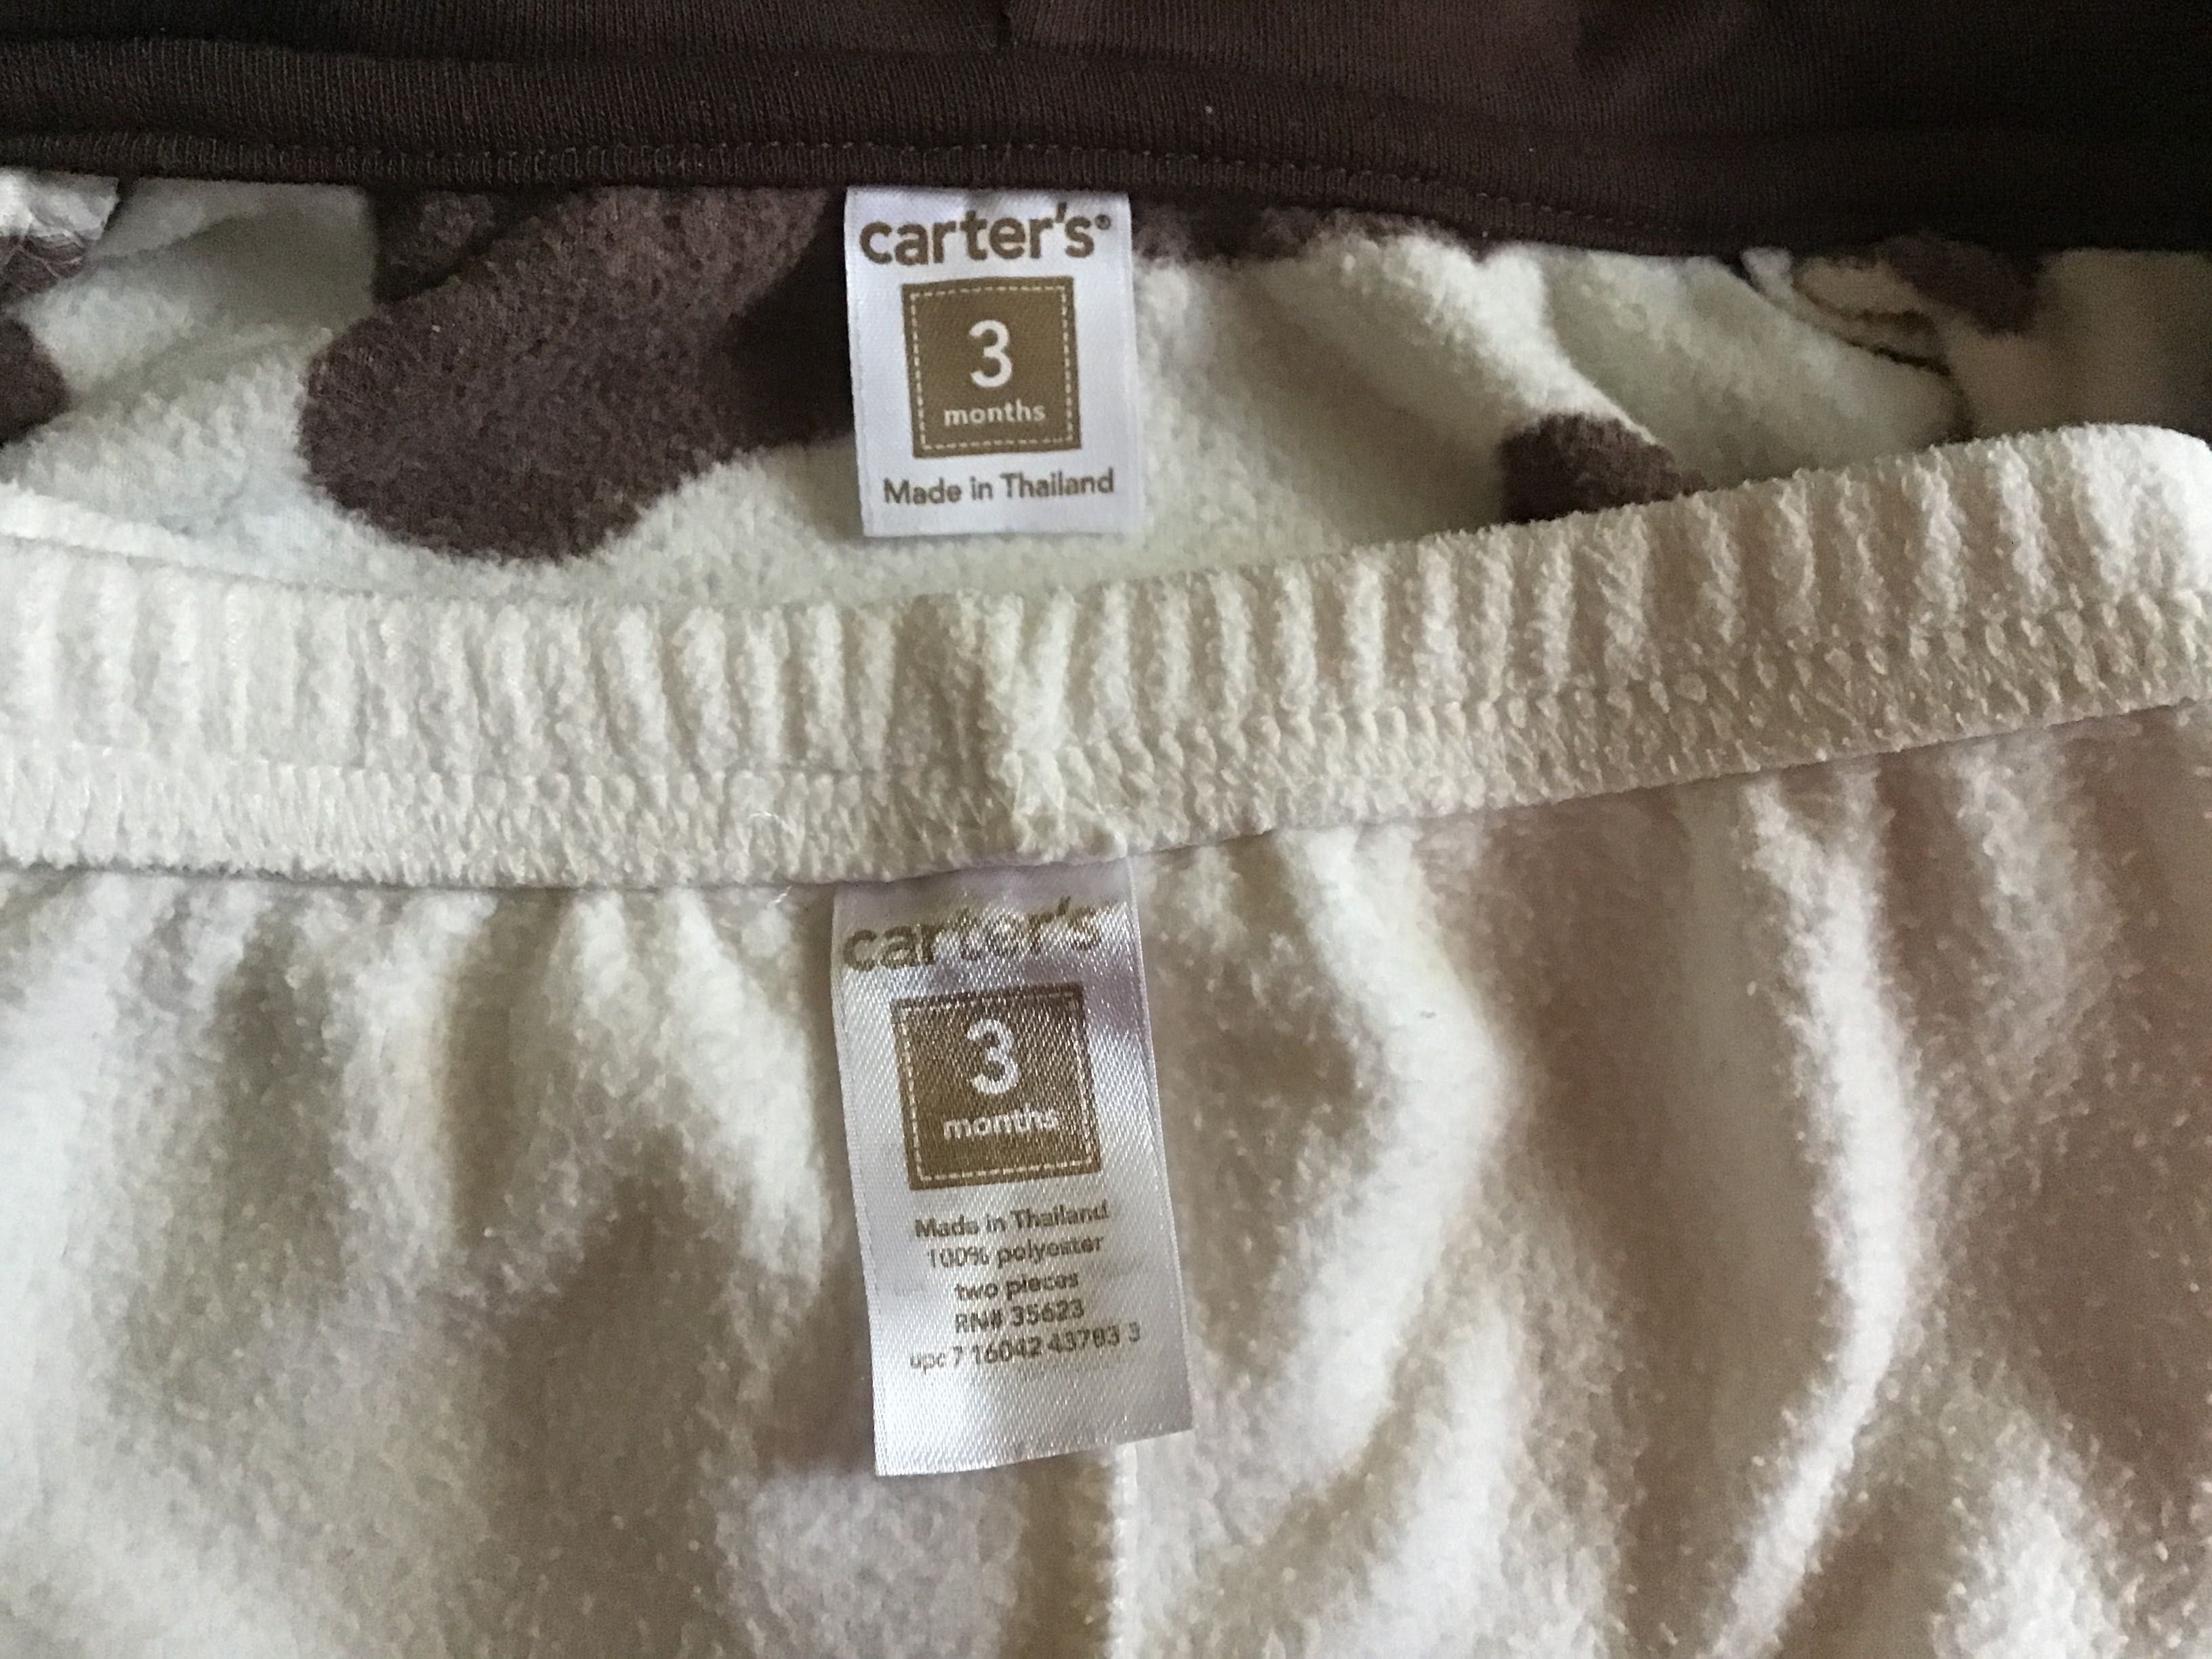 carter's®
3
months
Made in Thailand
carter's
3
months
Made in Thailand
100% polyester
two pieces
RN# 35623
upc 7 16042 43783 3